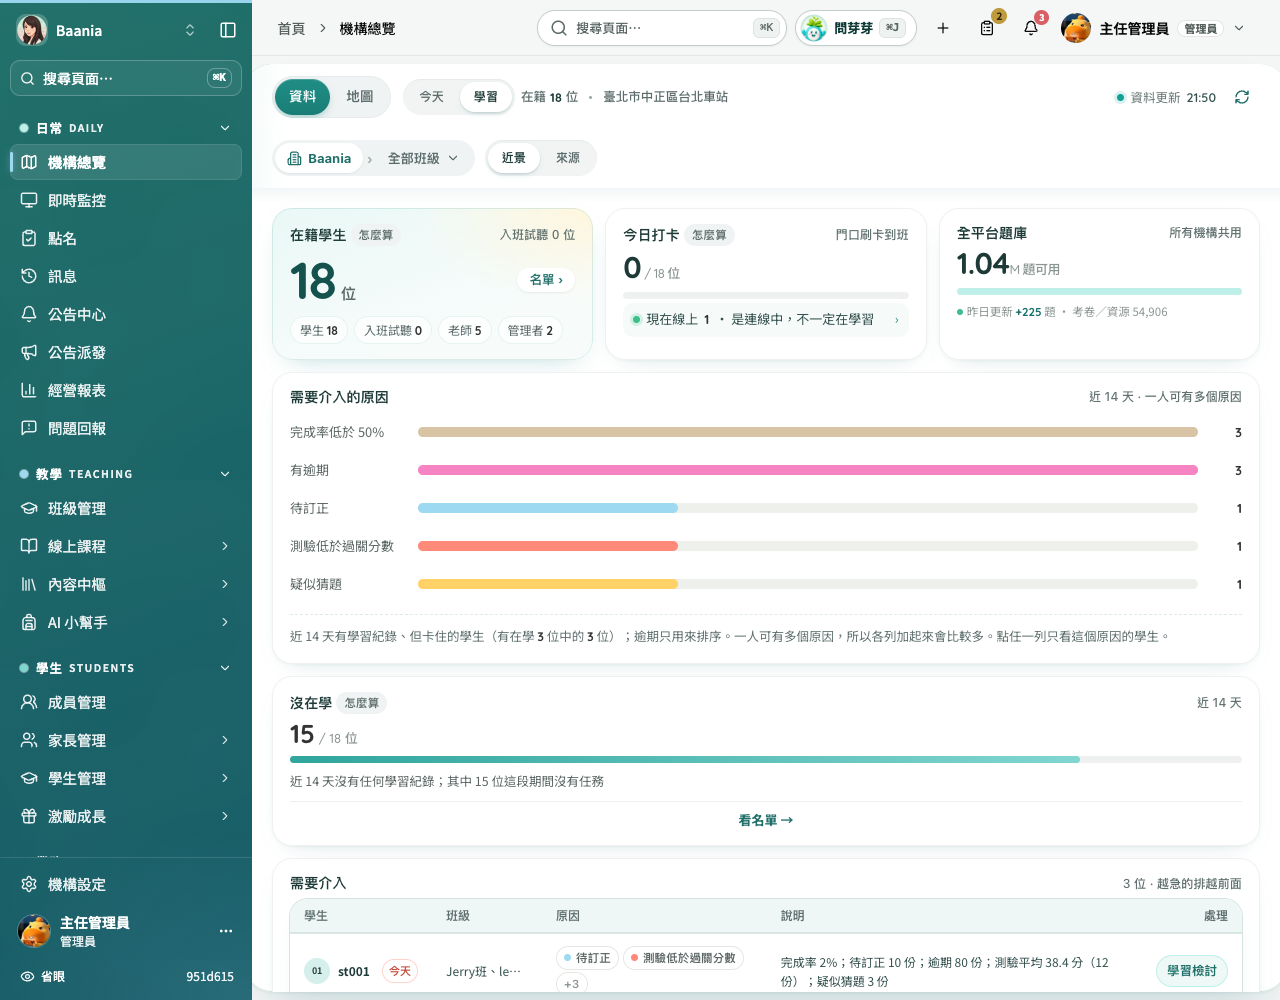 Baania
搜尋頁面… ⌘K
日常 DAILY
機構總覽
即時監控
點名
訊息
公告中心
公告派發
經營報表
問題回報
教學 TEACHING
班級管理
線上課程
內容中樞
AI 小幫手
學生 STUDENTS
成員管理
家長管理
學生管理
激勵成長
機構設定
主任管理員
管理員
省眼 951d615
首頁 › 機構總覽
搜尋頁面… ⌘K
問芽芽 ⌘J
2
3
主任管理員 管理員
資料 地圖 今天 學習 在籍 18 位 • 臺北市中正區台北車站
資料更新 21:50
Baania › 全部班級 近景 來源
在籍學生 怎麼算 入班試聽 0 位
18 位 名單 ›
學生 18 入班試聽 0 老師 5 管理者 2
今日打卡 怎麼算 門口刷卡到班
0 / 18 位
現在線上 1 • 是連線中，不一定在學習 ›
全平台題庫 所有機構共用
1.04M 題可用
昨日更新 +225 題 • 考卷／資源 54,906
需要介入的原因 近 14 天 · 一人可有多個原因
完成率低於 50% 3
有逾期 3
待訂正 1
測驗低於過關分數 1
疑似猜題 1
近 14 天有學習紀錄、但卡住的學生（有在學 3 位中的 3 位）；逾期只用來排序。一人可有多個原因，所以各列加起來會比較多。點任一列只看這個原因的學生。
沒在學 怎麼算 近 14 天
15 / 18 位
近 14 天沒有任何學習紀錄；其中 15 位這段期間沒有任務
看名單 →
需要介入 3 位 · 越急的排越前面
學生 班級 原因 說明 處理
01 st001 今天 Jerry班、le… 待訂正 測驗低於過關分數 +3
完成率 2%；待訂正 10 份；逾期 80 份；測驗平均 38.4 分（12
份）；疑似猜題 3 份
學習檢討